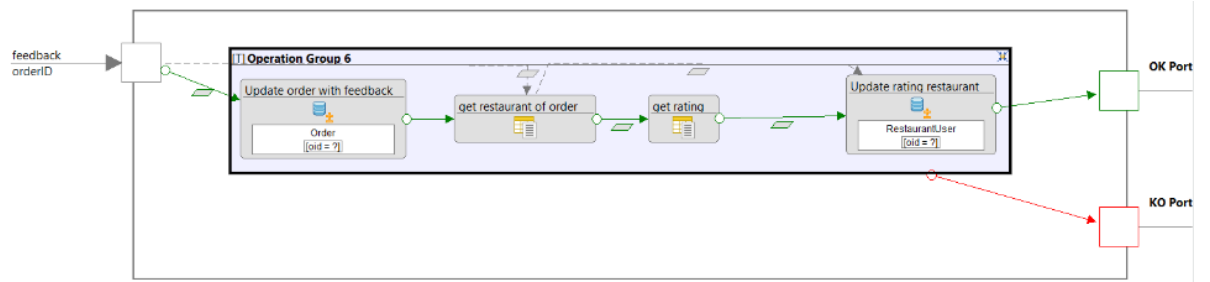 feedback
orderID
[T] Operation Group 6
Update order with feedback
Order
[oid = ?]
get restaurant of order
get rating
Update rating restaurant
RestaurantUser
[oid = ?]
OK Port
KO Port